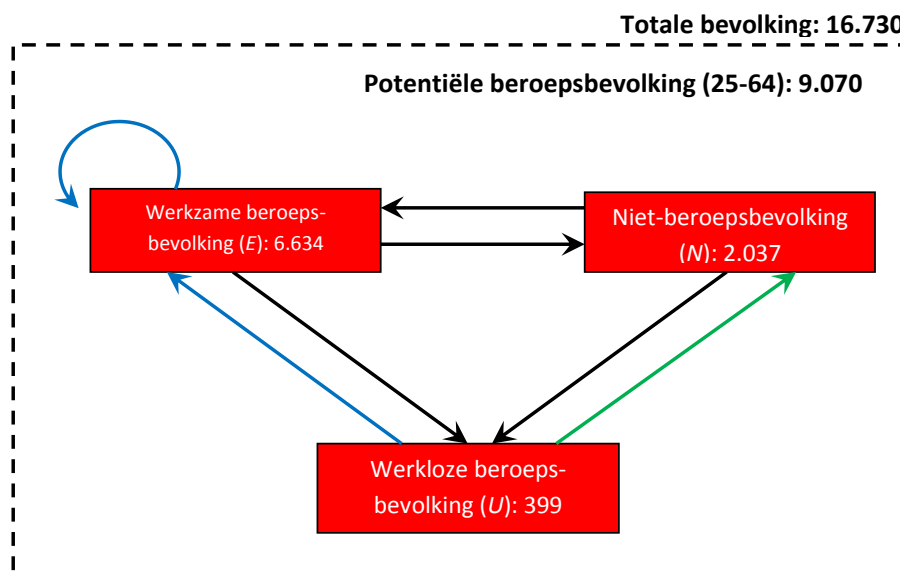 Totale bevolking: 16.730
Potentiële beroepsbevolking (25-64): 9.070
Werkzame beroeps-
bevolking (E): 6.634
Niet-beroepsbevolking
(N): 2.037
Werkloze beroeps-
bevolking (U): 399